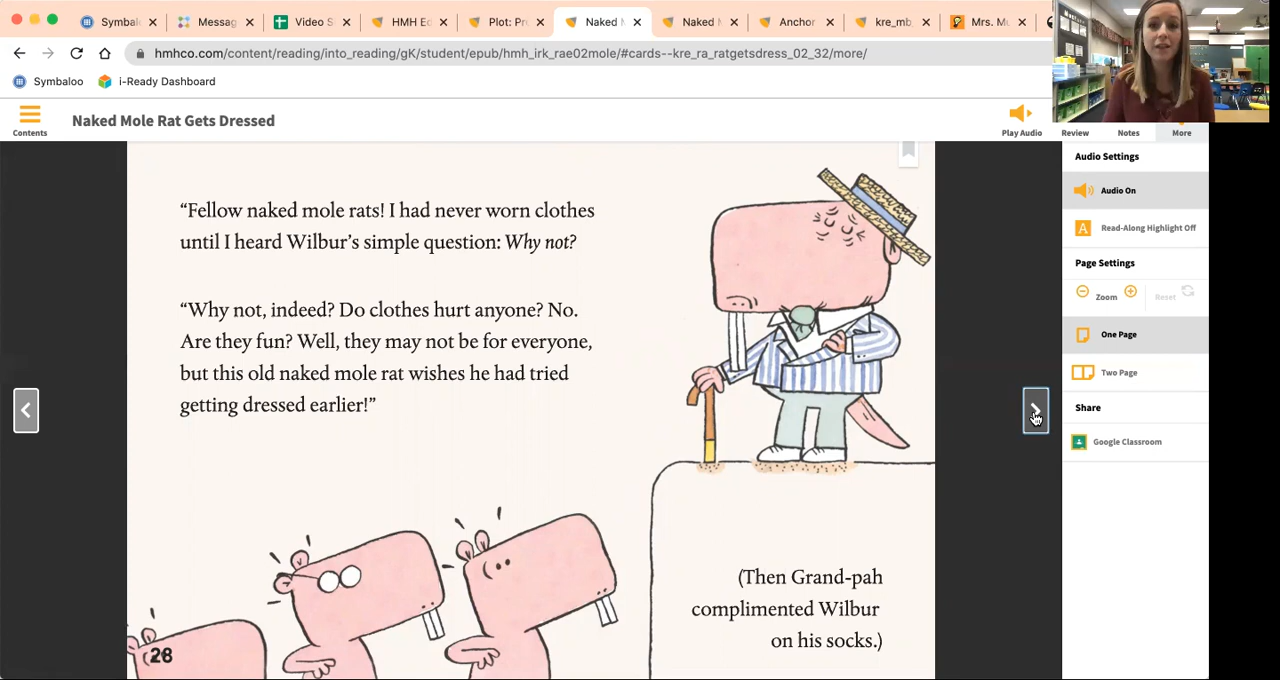 Symbal
Messag
Video S
HMH Ec
Plot: Pr
Naked
Naked
Anchor
kre_mb
Mrs. M
hmhco.com/content/reading/into_reading/gK/student/epub/hmh_irk_rae02mole/#cards--kre_ra_ratgetsdress_02_32/more/
Symbaloo
i-Ready Dashboard
Contents
Naked Mole Rat Gets Dressed
Play Audio
Review
Notes
More
“Fellow naked mole rats! I had never worn clothes
until I heard Wilbur’s simple question: Why not?
“Why not, indeed? Do clothes hurt anyone? No.
Are they fun? Well, they may not be for everyone,
but this old naked mole rat wishes he had tried
getting dressed earlier!”
(Then Grand-pah
complimented Wilbur
on his socks.)
28
Audio Settings
Audio On
A Read-Along Highlight Off
Page Settings
Zoom
Reset
One Page
Two Page
Share
Google Classroom